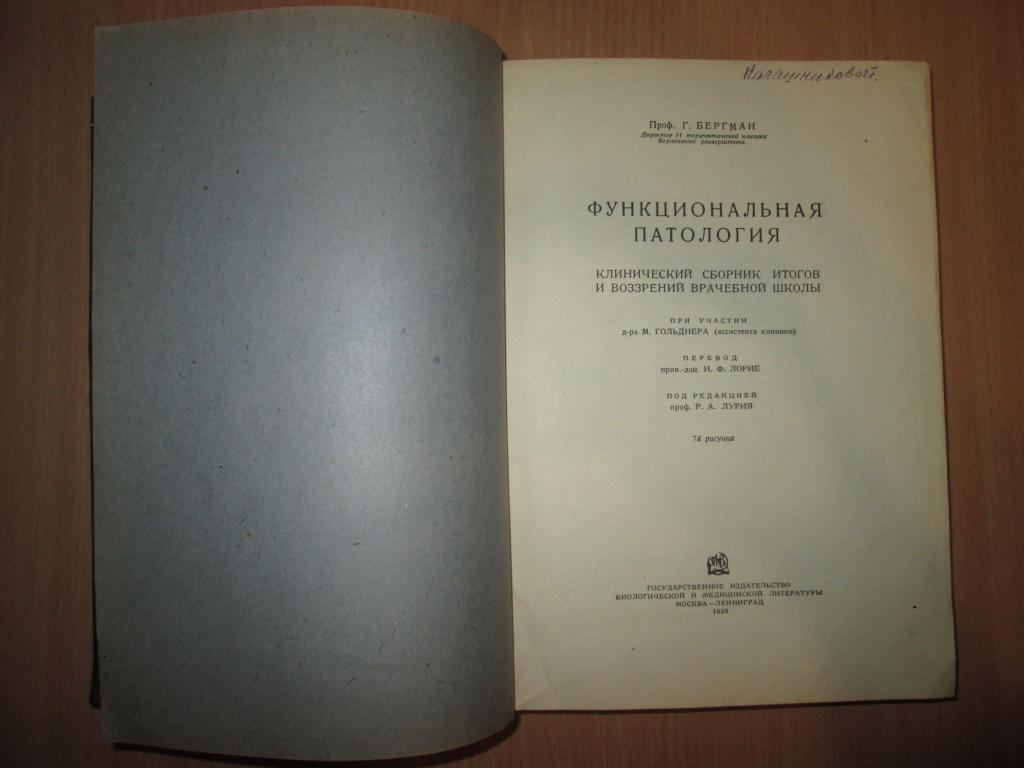 Калашниковой.
Проф. Г. БЕРГМАН
Директор II терапевтической клиники
Берлинского университета
ФУНКЦИОНАЛЬНАЯ
ПАТОЛОГИЯ
КЛИНИЧЕСКИЙ СБОРНИК ИТОГОВ
И ВОЗЗРЕНИЙ ВРАЧЕБНОЙ ШКОЛЫ
ПРИ УЧАСТИИ
д-ра М. ГОЛЬДНЕРА (ассистента клиники)
ПЕРЕВОД
прив.-доц. И. Ф. ЛОРИЕ
ПОД РЕДАКЦИЕЙ
проф. Р. А. ЛУРИЯ
74 рисунка
ГОСУДАРСТВЕННОЕ ИЗДАТЕЛЬСТВО
БИОЛОГИЧЕСКОЙ И МЕДИЦИНСКОЙ ЛИТЕРАТУРЫ
МОСКВА—ЛЕНИНГРАД
1936